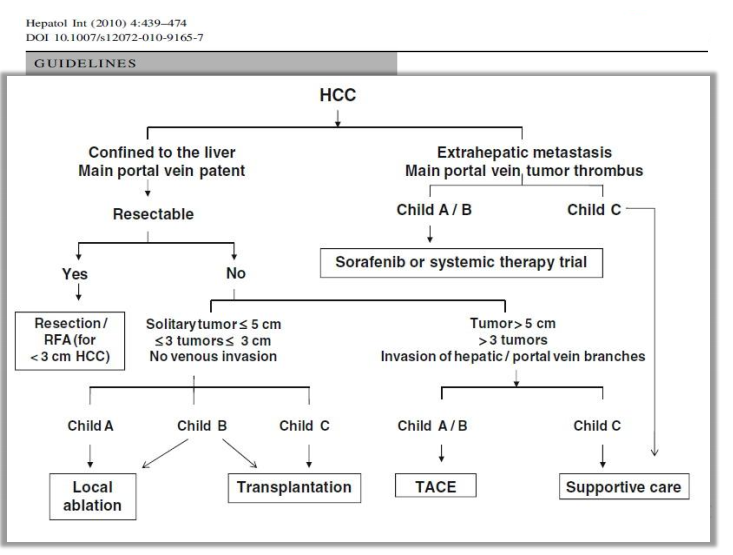 Hepatol Int (2010) 4:439–474
DOI 10.1007/s12072-010-9165-7
GUIDELINES
HCC
Confined to the liver
Main portal vein patent
Extrahepatic metastasis
Main portal vein tumor thrombus
Resectable
Child A / B
Child C
Yes
No
Sorafenib or systemic therapy trial
Resection /
RFA (for
< 3 cm HCC)
Solitary tumor ≤ 5 cm
≤ 3 tumors ≤ 3 cm
No venous invasion
Tumor > 5 cm
> 3 tumors
Invasion of hepatic / portal vein branches
Child A
Child B
Child C
Child A / B
Child C
Local
ablation
Transplantation
TACE
Supportive care